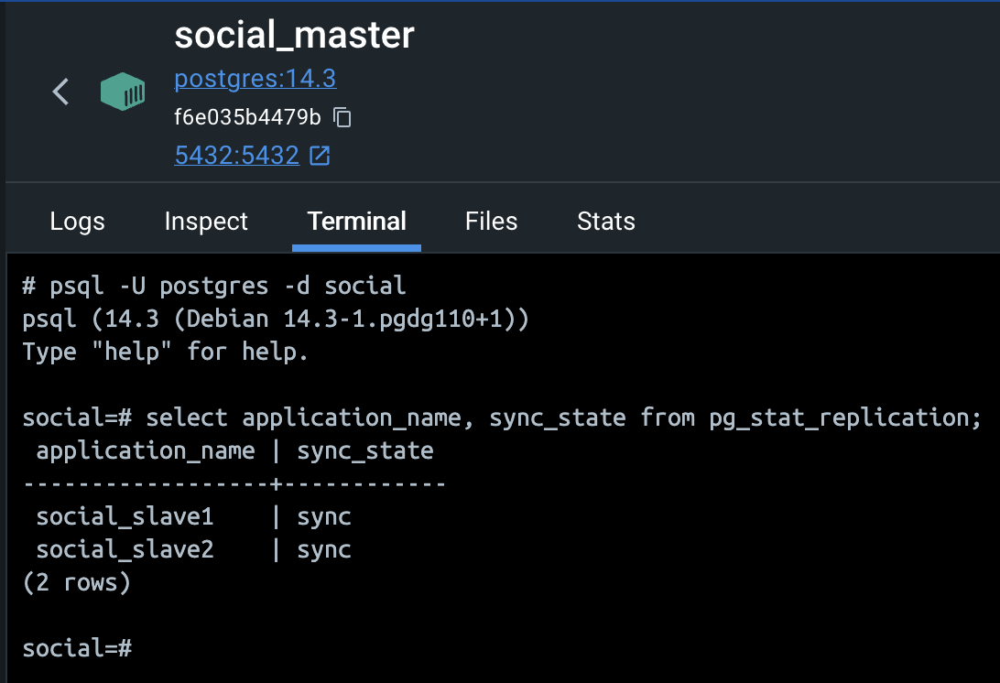 social_master
postgres:14.3
f6e035b4479b
5432:5432
Logs Inspect Terminal Files Stats
# psql -U postgres -d social
psql (14.3 (Debian 14.3-1.pgdg110+1))
Type "help" for help.
social=# select application_name, sync_state from pg_stat_replication;
 application_name | sync_state
------------------+------------
 social_slave1    | sync
 social_slave2    | sync
(2 rows)
social=#